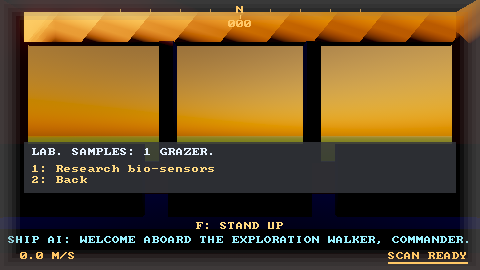 N
000
LAB. SAMPLES: 1 GRAZER.
1: Research bio-sensors
2: Back
F: STAND UP
SHIP AI: WELCOME ABOARD THE EXPLORATION WALKER, COMMANDER.
0.0 M/S
SCAN READY